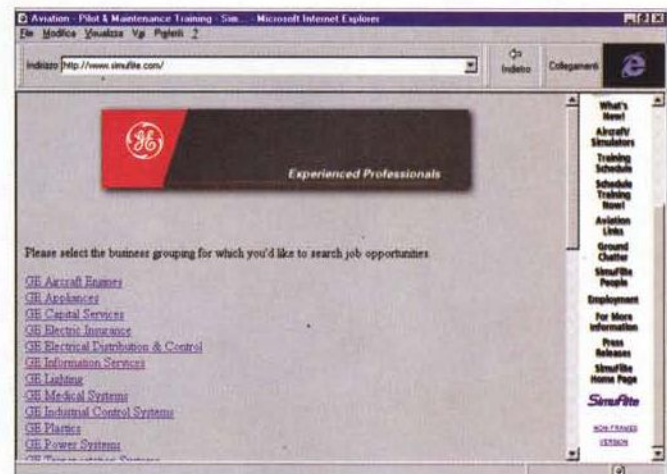 Aviation - Pilot & Maintenance Training - Sim... - Microsoft Internet Explorer
File Modifica Visualizza Vai Preferiti ?
Indirizzo http://www.simuflite.com/
Indietro
Collegamenti
GE
Experienced Professionals
Please select the business grouping for which you'd like to search job opportunities
GE Aircraft Engines
GE Appliances
GE Capital Services
GE Electric Insurance
GE Electrical Distribution & Control
GE Information Services
GE Lighting
GE Medical Systems
GE Industrial Control Systems
GE Plastics
GE Power Systems
GE Transportation Systems
What's
New!
Aircraft/
Simulators
Training
Schedule
Schedule
Training
Now!
Aviation
Links
Ground
Chatter
SimuFlite
People
Employment
For More
Information
Press
Releases
SimuFlite
Home Page
SimuFlite
NON-FRAMES
VERSION